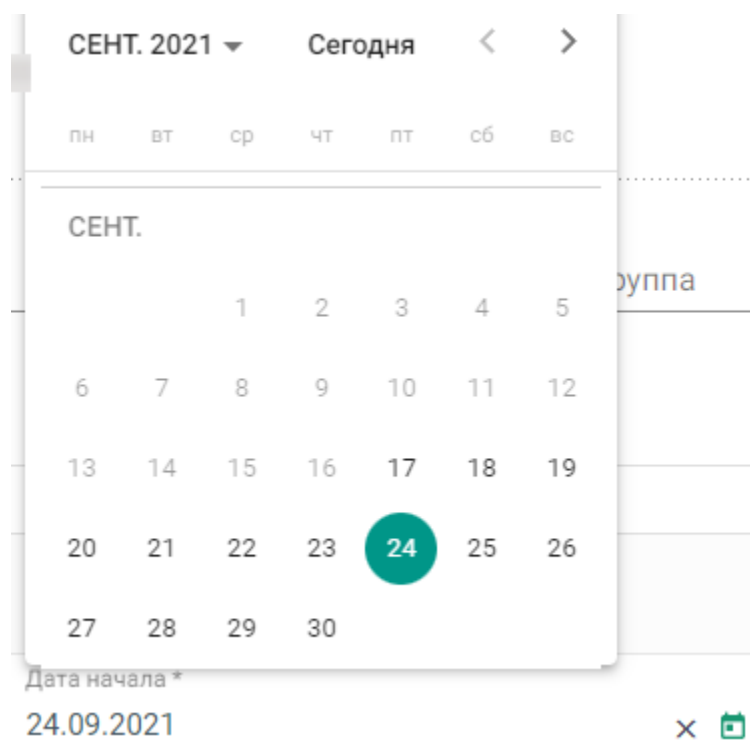 СЕНТ. 2021 Сегодня
пн вт ср чт пт сб вс
СЕНТ.
руппа
1 2 3 4 5
6 7 8 9 10 11 12
13 14 15 16 17 18 19
20 21 22 23 24 25 26
27 28 29 30
Дата начала *
24.09.2021